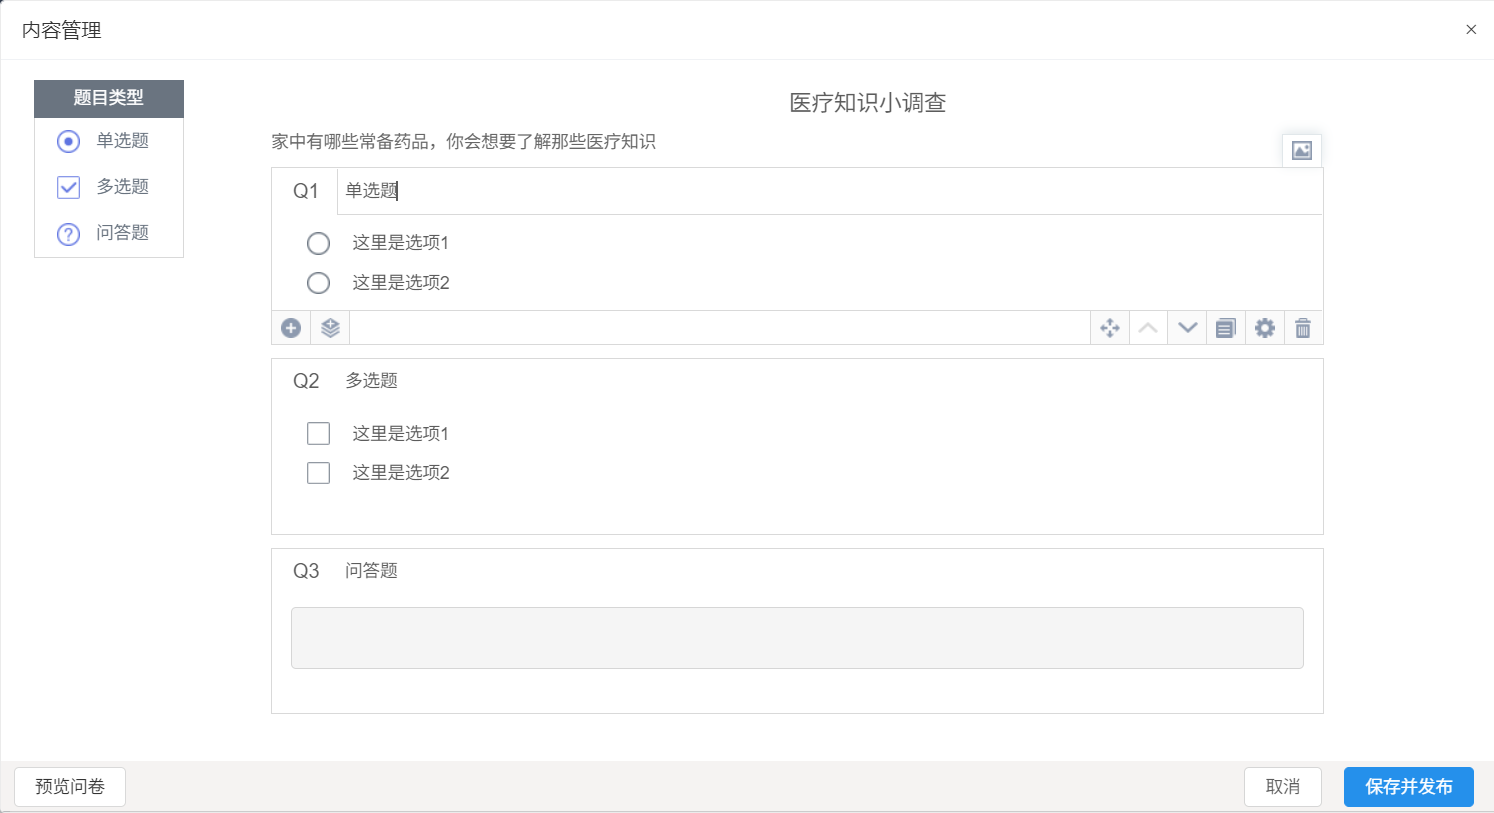 内容管理
题目类型
单选题
多选题
问答题
医疗知识小调查
家中有哪些常备药品，你会想要了解那些医疗知识
Q1 单选题
这里是选项1
这里是选项2
Q2 多选题
这里是选项1
这里是选项2
Q3 问答题
预览问卷 取消 保存并发布